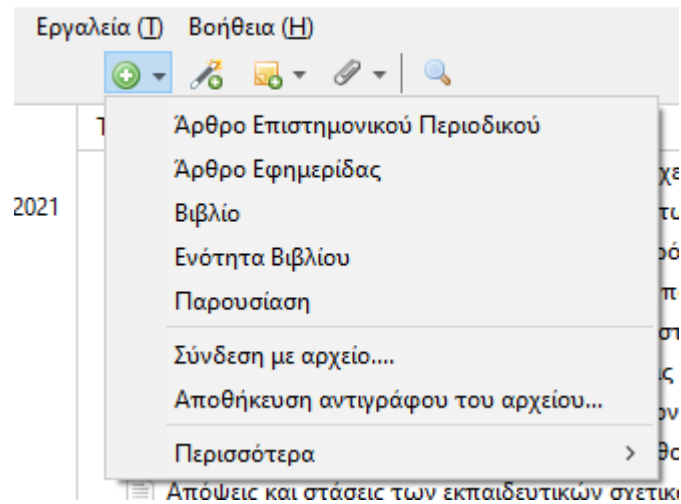 Εργαλεία (T) Βοήθεια (H)
Άρθρο Επιστημονικού Περιοδικού
Άρθρο Εφημερίδας
2021
Βιβλίο
Ενότητα Βιβλίου
Παρουσίαση
Σύνδεση με αρχείο....
Αποθήκευση αντιγράφου του αρχείου...
Περισσότερα
Απόψεις και στάσεις των εκπαιδευτικών